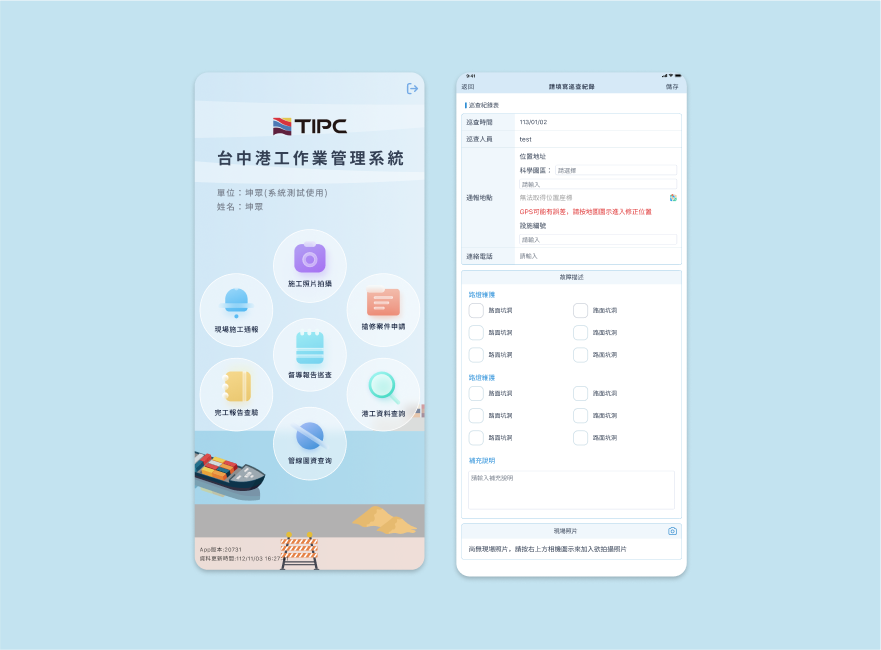 TIPC
台中港工作業管理系統
單位：坤眾(系統測試使用)
姓名：坤眾
施工照片拍攝
現場施工通報
搶修案件申請
督導報告巡查
完工報告查驗
港工資料查詢
管線圖資查询
App版本:20731
資料更新時間:112/11/03 16:27
9:41
返回
請填寫巡查紀錄
儲存
巡查紀錄表
巡查時間
113/01/02
巡查人員
test
通報地點
位置地址
科學園區：
請選擇
請輸入
無法取得位置座標
GPS可能有誤差，請按地圖圖示進入修正位置
設施編號
請輸入
連絡電話
請輸入
故障描述
路燈維護
路面坑洞
路面坑洞
路面坑洞
路面坑洞
路面坑洞
路面坑洞
路燈維護
路面坑洞
路面坑洞
路面坑洞
路面坑洞
路面坑洞
路面坑洞
補充說明
請輸入補充說明
現場照片
尚無現場照片，請按右上方相機圖示來加入欲拍攝照片